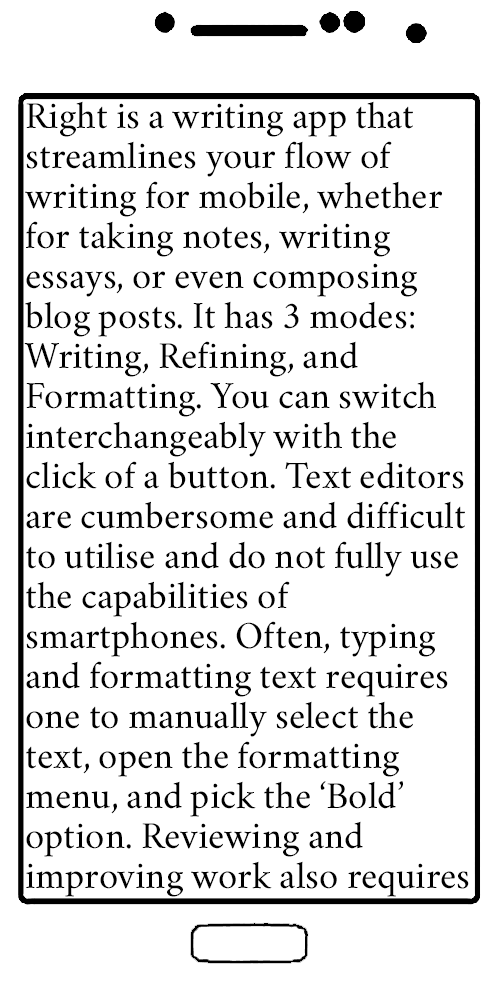 Right is a writing app that
streamlines your flow of
writing for mobile, whether
for taking notes, writing
essays, or even composing
blog posts. It has 3 modes:
Writing, Refining, and
Formatting. You can switch
interchangeably with the
click of a button. Text editors
are cumbersome and difficult
to utilise and do not fully use
the capabilities of
smartphones. Often, typing
and formatting text requires
one to manually select the
text, open the formatting
menu, and pick the ‘Bold’
option. Reviewing and
improving work also requires